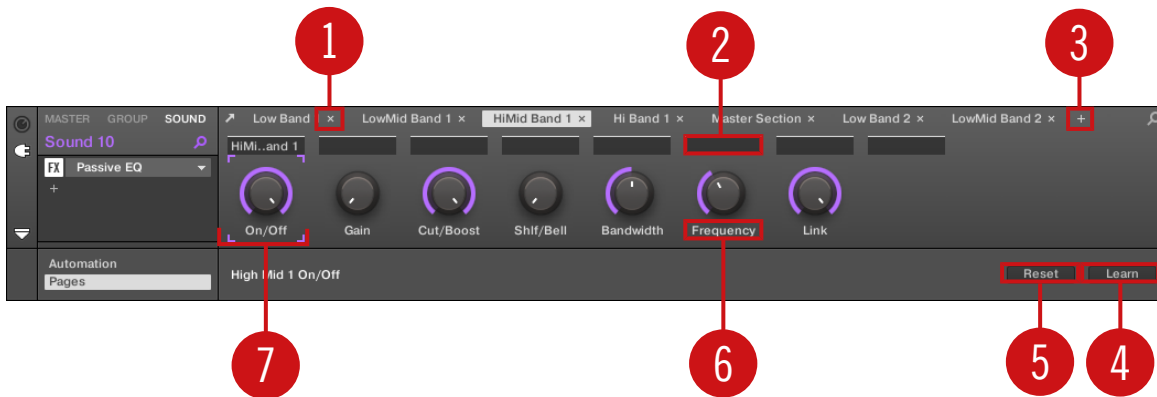 1 2 3
MASTER GROUP SOUND Low Band × LowMid Band 1 × HiMid Band 1 × Hi Band 1 × Master Section × Low Band 2 × LowMid Band 2 × +
Sound 10 HiMi..and 1
FX Passive EQ
+
On/Off Gain Cut/Boost Shlf/Bell Bandwidth Frequency Link
Automation
Pages High Mid 1 On/Off Reset Learn
7 6 5 4